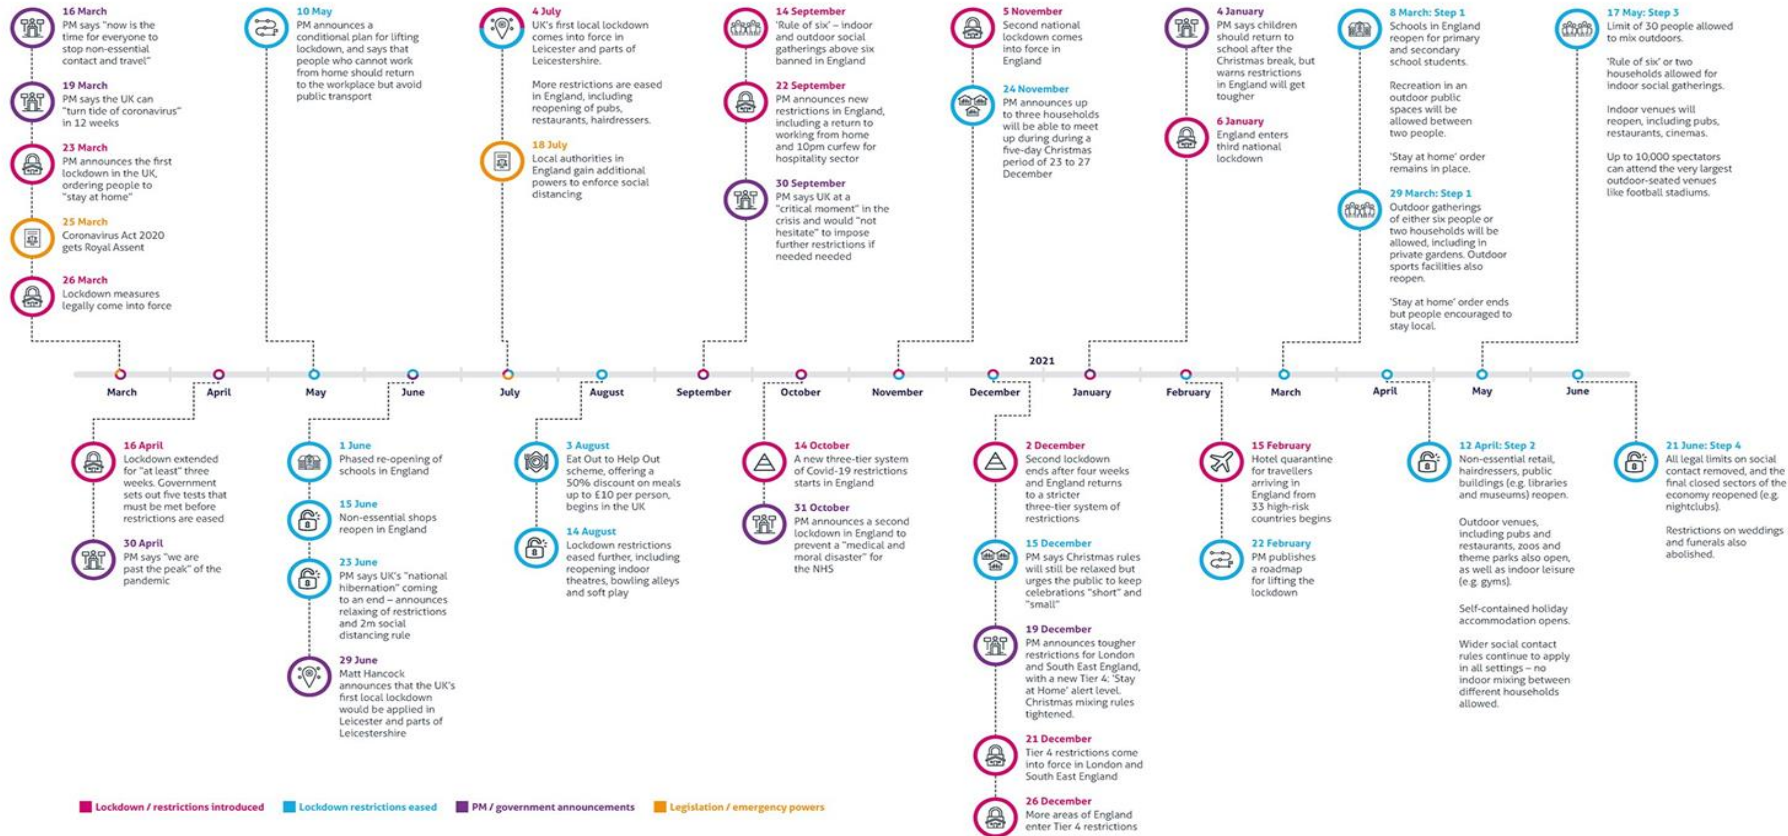 16 March
PM says "now is the
time for everyone to
stop non-essential
contact and travel"
19 March
PM says the UK can
"turn tide of coronavirus"
in 12 weeks
23 March
PM announces the first
lockdown in the UK,
ordering people to
"stay at home"
25 March
Coronavirus Act 2020
gets Royal Assent
26 March
Lockdown measures
legally come into force
10 May
PM announces a
conditional plan for lifting
lockdown, and says that
people who cannot work
from home should return
to the workplace but avoid
public transport
4 July
UK's first local lockdown
comes into force in
Leicester and parts of
Leicestershire.
More restrictions are eased
in England, including
reopening of pubs,
restaurants, hairdressers.
18 July
Local authorities in
England gain additional
powers to enforce social
distancing
14 September
'Rule of six' – indoor
and outdoor social
gatherings above six
banned in England
22 September
PM announces new
restrictions in England,
including a return to
working from home
and 10pm curfew for
hospitality sector
30 September
PM says UK at a
"critical moment" in the
crisis and would "not
hesitate" to impose
further restrictions if
needed needed
5 November
Second national
lockdown comes
into force in
England
24 November
PM announces up
to three households
will be able to meet
up during during a
five-day Christmas
period of 23 to 27
December
4 January
PM says children
should return to
school after the
Christmas break, but
warns restrictions
in England will get
tougher
6 January
England enters
third national
lockdown
8 March: Step 1
Schools in England
reopen for primary
and secondary
school students.
Recreation in an
outdoor public
spaces will be
allowed between
two people.
'Stay at home' order
remains in place.
29 March: Step 1
Outdoor gatherings
of either six people or
two households will be
allowed, including in
private gardens. Outdoor
sports facilities also
reopen.
'Stay at home' order ends
but people encouraged to
stay local.
17 May: Step 3
Limit of 30 people allowed
to mix outdoors.
'Rule of six' or two
households allowed for
indoor social gatherings.
Indoor venues will
reopen, including pubs,
restaurants, cinemas.
Up to 10,000 spectators
can attend the very largest
outdoor-seated venues
like football stadiums.
2021
March April May June July August September October November December January February March April May June
16 April
Lockdown extended
for "at least" three
weeks. Government
sets out five tests that
must be met before
restrictions are eased
30 April
PM says "we are
past the peak" of the
pandemic
1 June
Phased re-opening of
schools in England
15 June
Non-essential shops
reopen in England
23 June
PM says UK's "national
hibernation" coming
to an end – announces
relaxing of restrictions
and 2m social
distancing rule
29 June
Matt Hancock
announces that the UK's
first local lockdown
would be applied in
Leicester and parts of
Leicestershire
3 August
Eat Out to Help Out
scheme, offering a
50% discount on meals
up to £10 per person,
begins in the UK
14 August
Lockdown restrictions
eased further, including
reopening indoor
theatres, bowling alleys
and soft play
14 October
A new three-tier system
of Covid-19 restrictions
starts in England
31 October
PM announces a second
lockdown in England to
prevent a "medical and
moral disaster" for
the NHS
2 December
Second lockdown
ends after four weeks
and England returns
to a stricter
three-tier system of
restrictions
15 December
PM says Christmas rules
will still be relaxed but
urges the public to keep
celebrations "short" and
"small"
19 December
PM announces tougher
restrictions for London
and South East England,
with a new Tier 4: 'Stay
at Home' alert level.
Christmas mixing rules
tightened.
21 December
Tier 4 restrictions come
into force in London and
South East England
26 December
More areas of England
enter Tier 4 restrictions
15 February
Hotel quarantine
for travellers
arriving in
England from
33 high-risk
countries begins
22 February
PM publishes
a roadmap
for lifting the
lockdown
12 April: Step 2
Non-essential retail,
hairdressers, public
buildings (e.g. libraries
and museums) reopen.
Outdoor venues,
including pubs and
restaurants, zoos and
theme parks also open,
as well as indoor leisure
(e.g. gyms).
Self-contained holiday
accommodation opens.
Wider social contact
rules continue to apply
in all settings – no
indoor mixing between
different households
allowed.
21 June: Step 4
All legal limits on social
contact removed, and the
final closed sectors of the
economy reopened (e.g.
nightclubs).
Restrictions on weddings
and funerals also
abolished.
Lockdown / restrictions introduced
Lockdown restrictions eased
PM / government announcements
Legislation / emergency powers